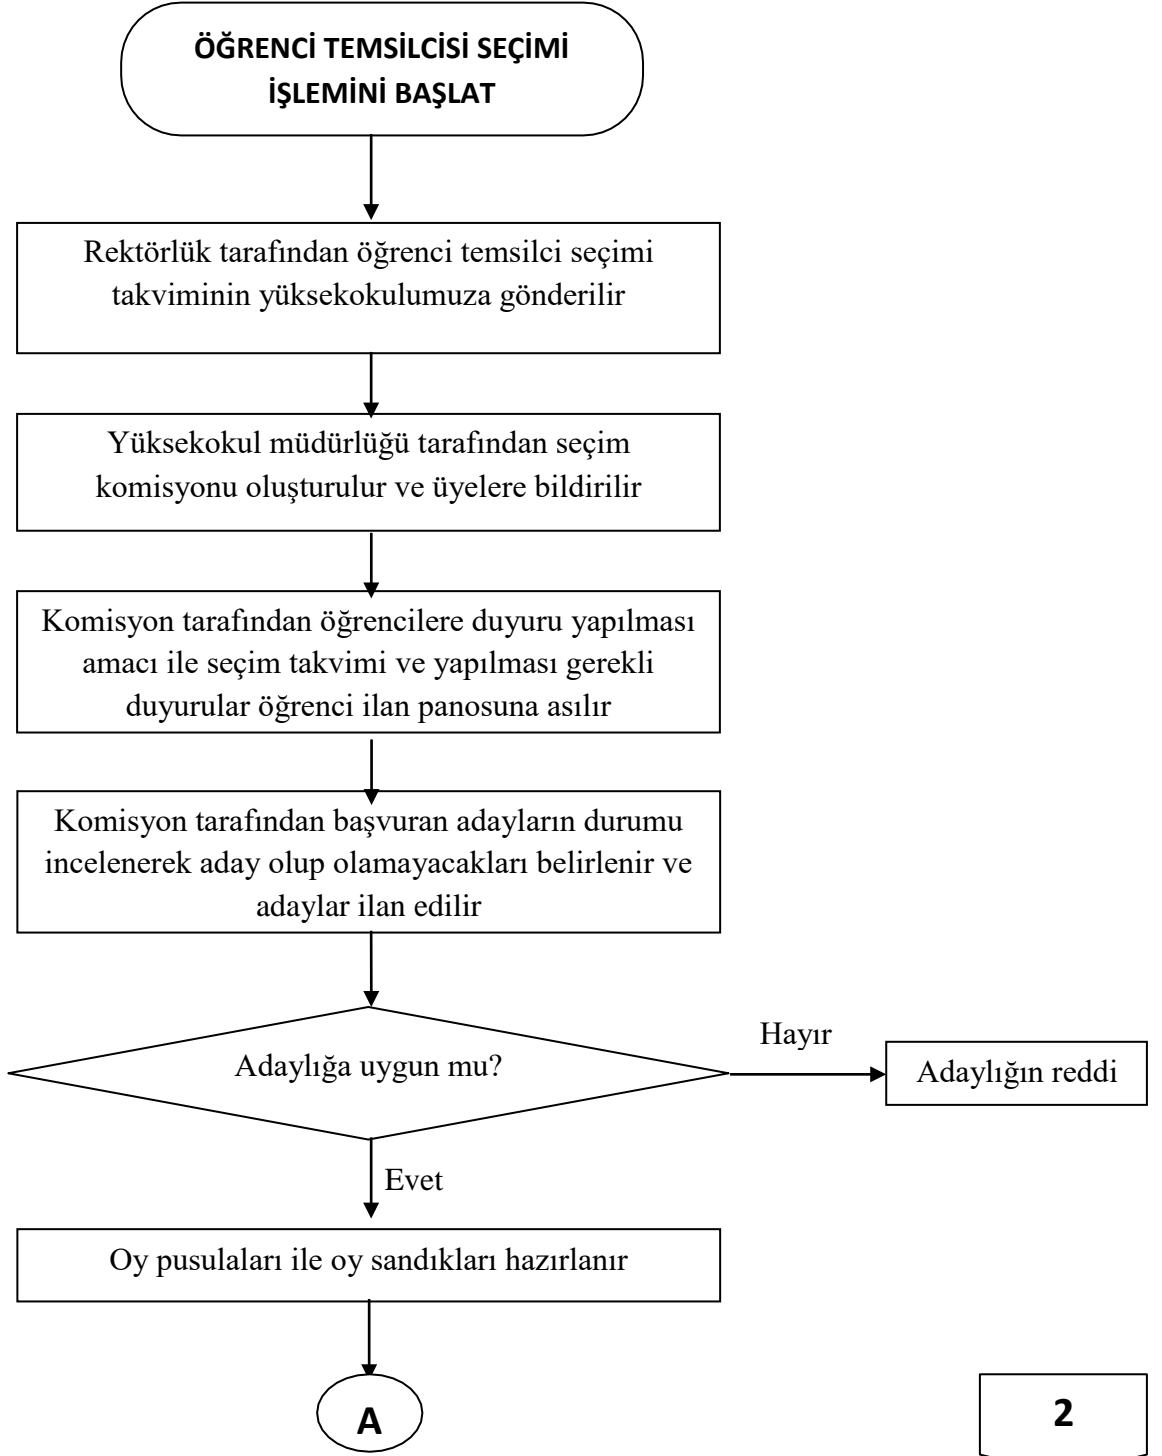 ÖĞRENCİ TEMSİLCİSİ SEÇİMİ
İŞLEMİNİ BAŞLAT
Rektörlük tarafından öğrenci temsilci seçimi
takviminin yüksekokulumuza gönderilir
Yüksekokul müdürlüğü tarafından seçim
komisyonu oluşturulur ve üyelere bildirilir
Komisyon tarafından öğrencilere duyuru yapılması
amacı ile seçim takvimi ve yapılması gerekli
duyurular öğrenci ilan panosuna asılır
Komisyon tarafından başvuran adayların durumu
incelenerek aday olup olamayacakları belirlenir ve
adaylar ilan edilir
Adaylığa uygun mu?
Hayır
Adaylığın reddi
Evet
Oy pusulaları ile oy sandıkları hazırlanır
A
2